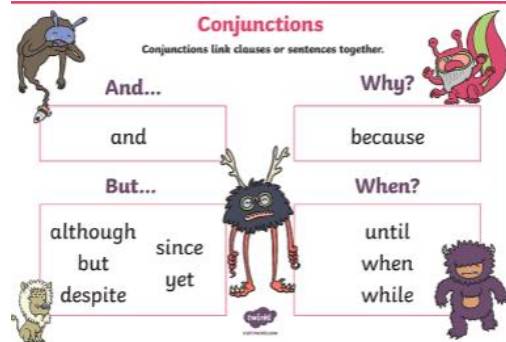 Conjunctions
Conjunctions link clauses or sentences together.
And...
and
Why?
because
But...
although
but
despite
since
yet
When?
until
when
while
twinkl